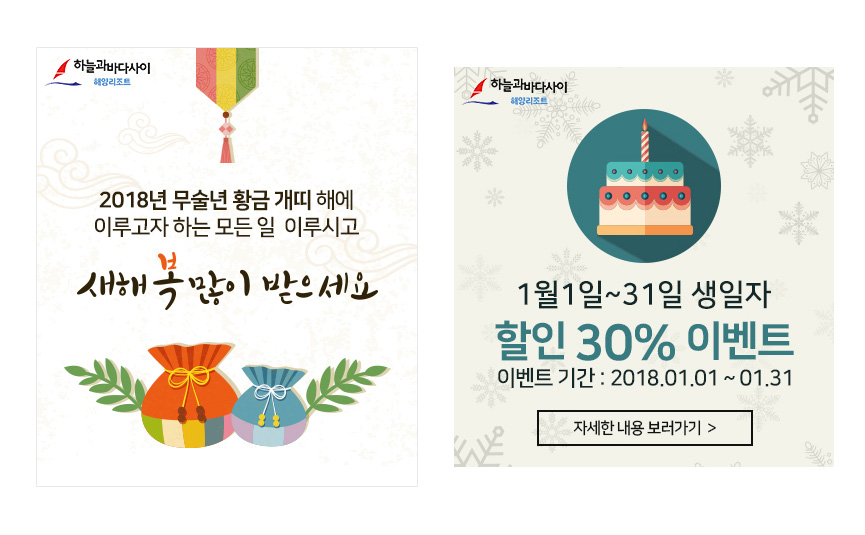 하늘과바다사이
해양리조트
2018년 무술년 황금 개띠 해에
이루고자 하는 모든 일 이루시고
새해 복 많이 받으세요
하늘과바다사이
해양리조트
1월1일~31일 생일자
할인 30% 이벤트
이벤트 기간 : 2018.01.01 ~ 01.31
자세한 내용 보러가기 >